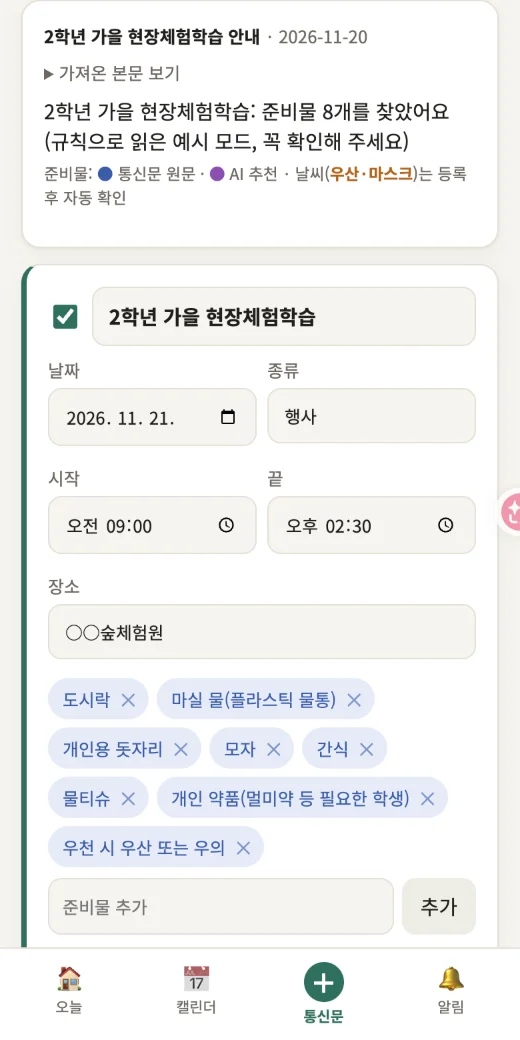 2학년 가을 현장체험학습 안내 · 2026-11-20
▶ 가져온 본문 보기
2학년 가을 현장체험학습: 준비물 8개를 찾았어요
(규칙으로 읽은 예시 모드, 꼭 확인해 주세요)
준비물: 통신문 원문 · AI 추천 · 날씨(우산·마스크)는 등록
후 자동 확인
2학년 가을 현장체험학습
날짜 종류
2026. 11. 21. 행사
시작 끝
오전 09:00 오후 02:30
장소
○○숲체험원
도시락 × 마실 물(플라스틱 물통) ×
개인용 돗자리 × 모자 × 간식 ×
물티슈 × 개인 약품(멀미약 등 필요한 학생) ×
우천 시 우산 또는 우의 ×
준비물 추가 추가
17
오늘 캘린더 통신문 알림